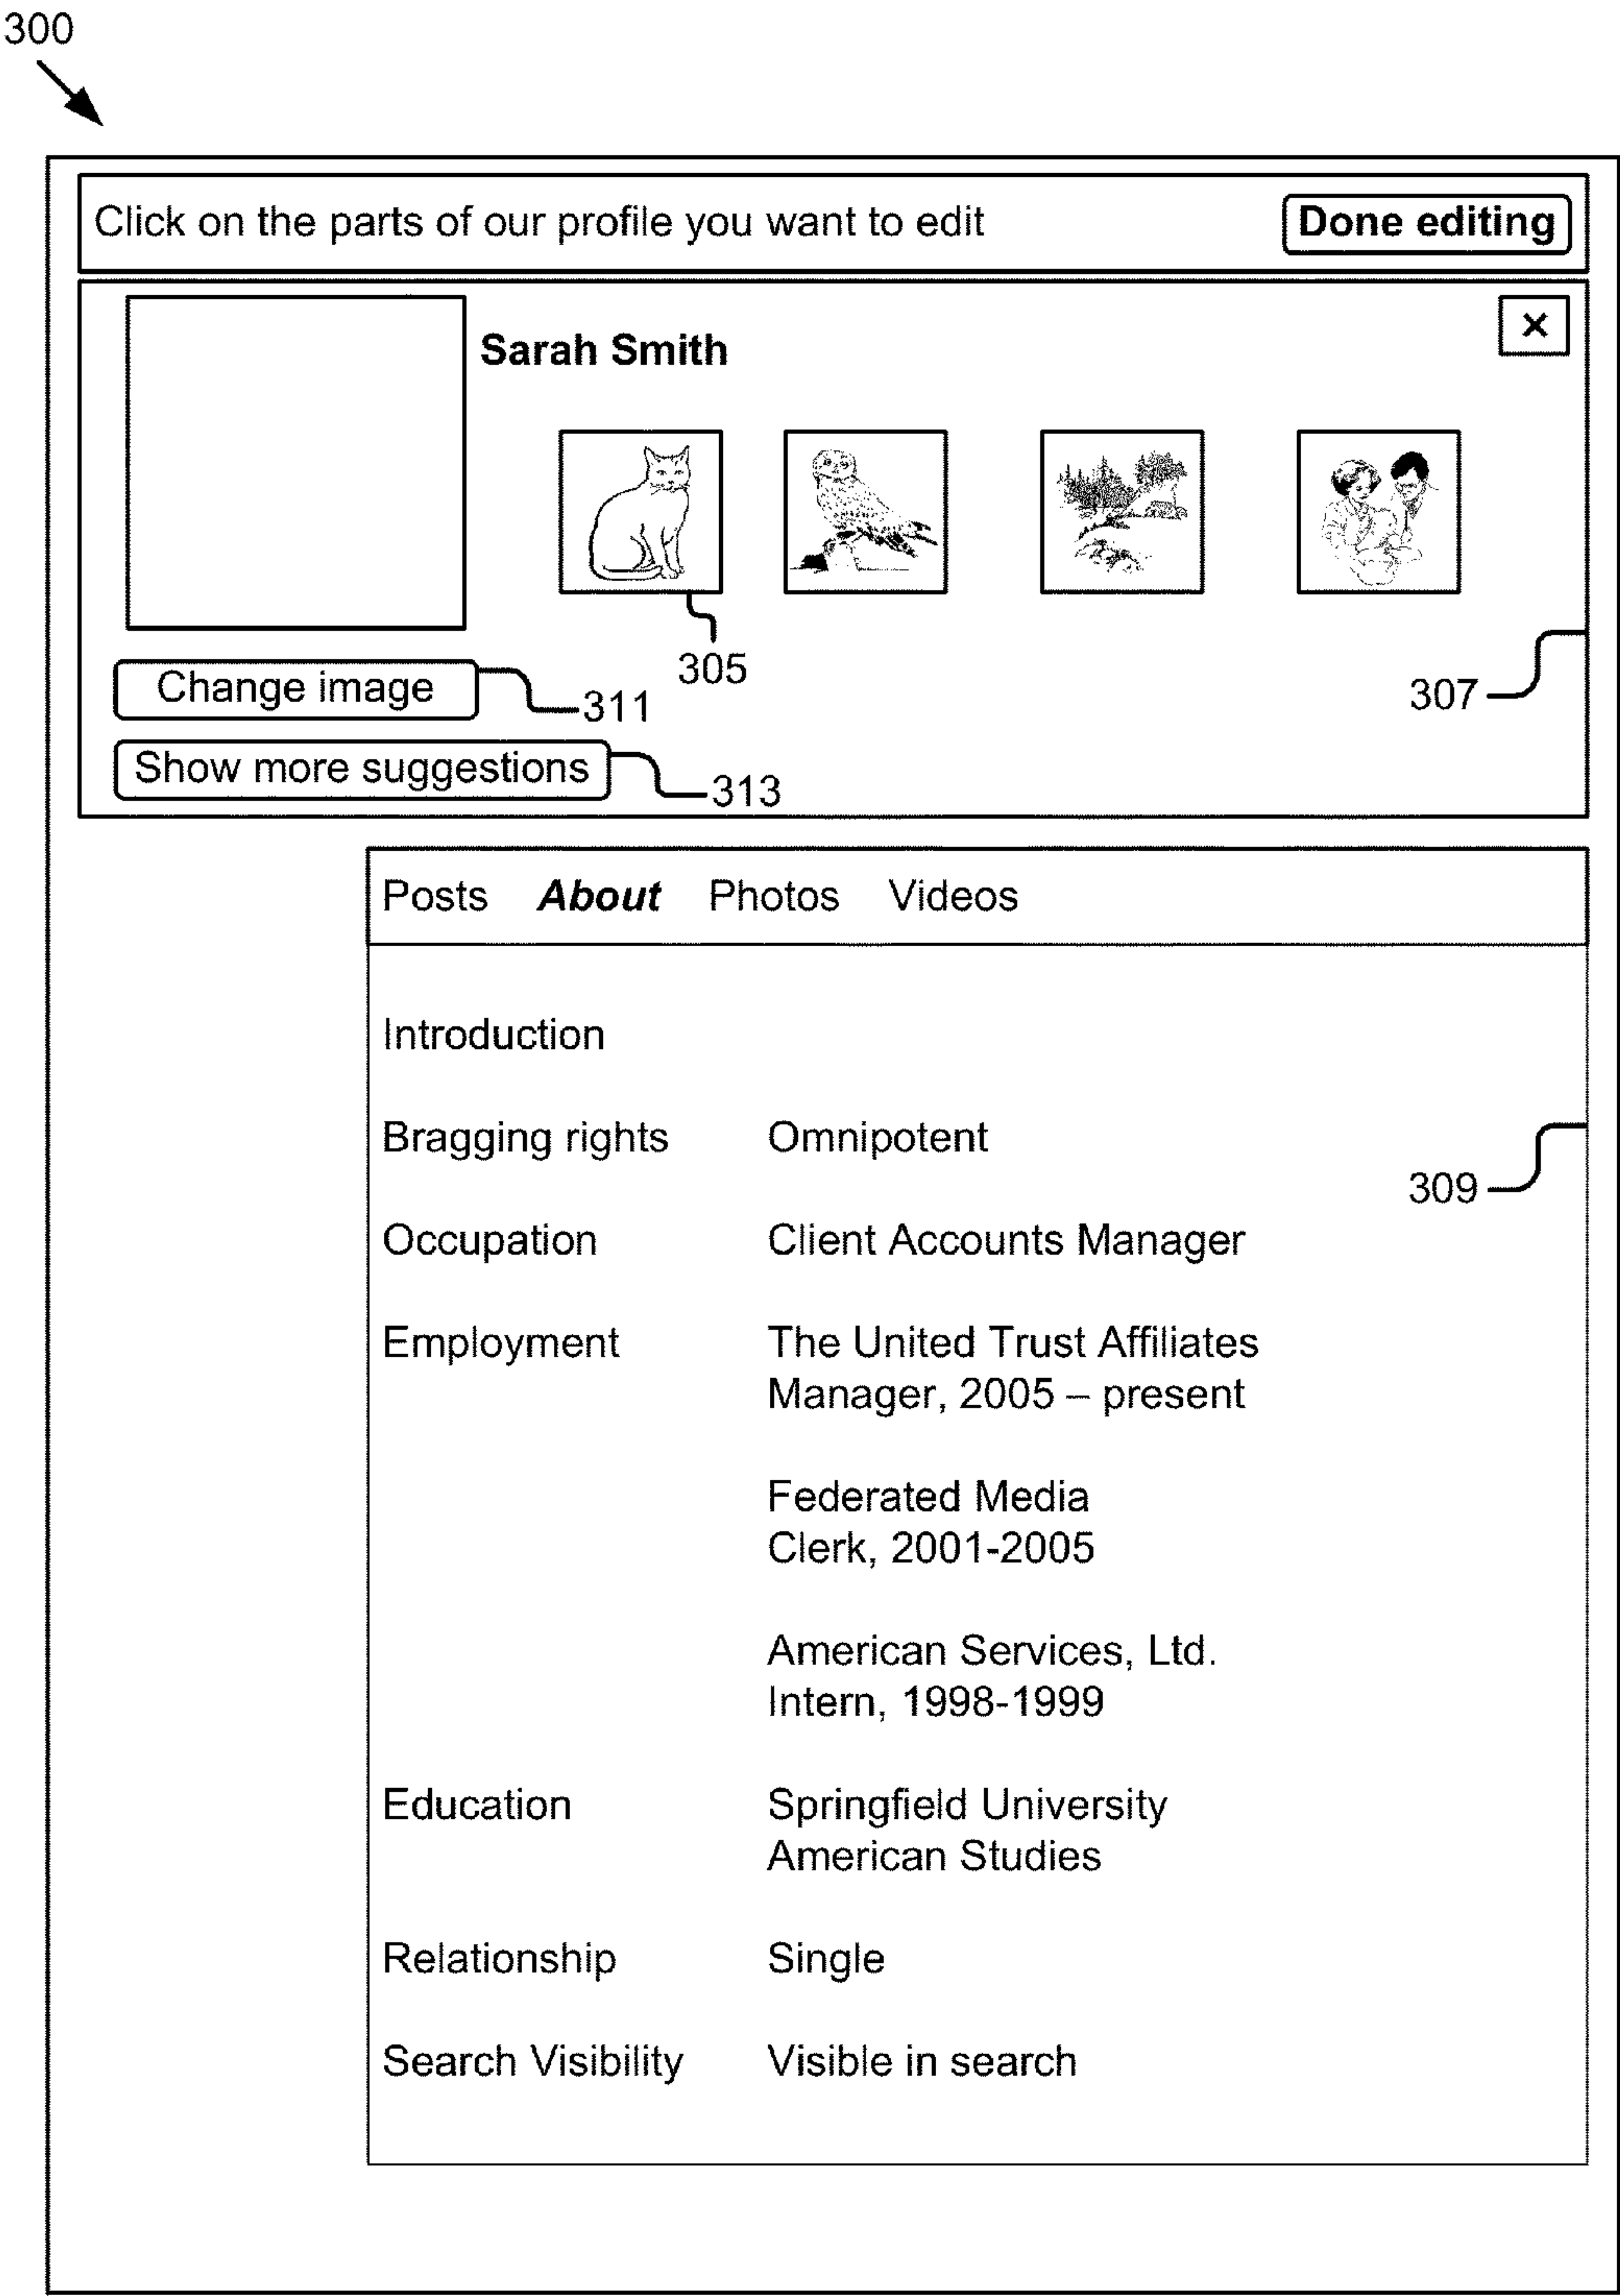 300
Click on the parts of our profile you want to edit Done editing
Sarah Smith ×
305
Change image 311 307
Show more suggestions 313
Posts About Photos Videos
Introduction
Bragging rights Omnipotent
309
Occupation Client Accounts Manager
Employment The United Trust Affiliates
Manager, 2005 – present
Federated Media
Clerk, 2001-2005
American Services, Ltd.
Intern, 1998-1999
Education Springfield University
American Studies
Relationship Single
Search Visibility Visible in search